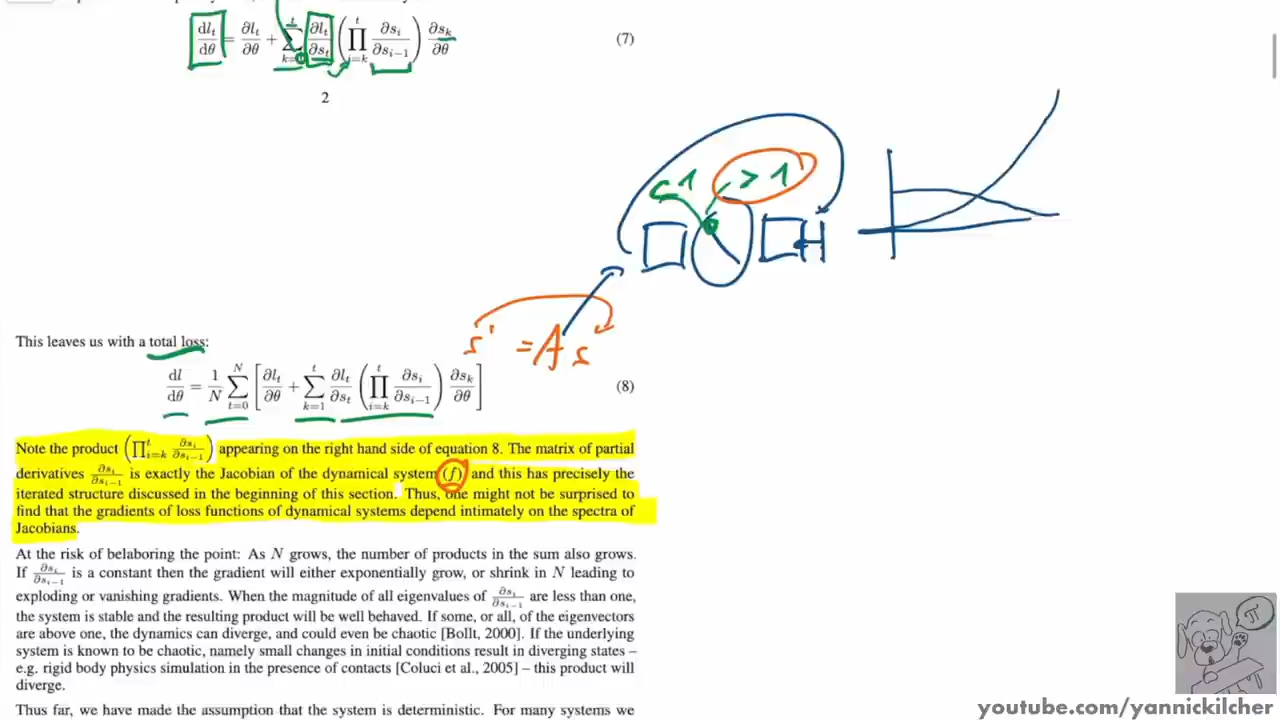 dl_t/dθ = ∂l_t/∂θ + ∑_{k=}^{t} ∂l_t/∂s_t (∏_{i=k}^{t} ∂s_i/∂s_{i−1}) ∂s_k/∂θ (7)
2
<1 >1
s' = A s
This leaves us with a total loss:
dl/dθ = 1/N ∑_{t=0}^{N} [∂l_t/∂θ + ∑_{k=1}^{t} ∂l_t/∂s_t (∏_{i=k}^{t} ∂s_i/∂s_{i−1}) ∂s_k/∂θ] (8)
Note the product (∏_{i=k}^{t} ∂s_i/∂s_{i−1}) appearing on the right hand side of equation 8. The matrix of partial
derivatives ∂s_i/∂s_{i−1} is exactly the Jacobian of the dynamical system (f) and this has precisely the
iterated structure discussed in the beginning of this section. Thus, one might not be surprised to
find that the gradients of loss functions of dynamical systems depend intimately on the spectra of
Jacobians.
At the risk of belaboring the point: As N grows, the number of products in the sum also grows.
If ∂s_i/∂s_{i−1} is a constant then the gradient will either exponentially grow, or shrink in N leading to
exploding or vanishing gradients. When the magnitude of all eigenvalues of ∂s_i/∂s_{i−1} are less than one,
the system is stable and the resulting product will be well behaved. If some, or all, of the eigenvectors
are above one, the dynamics can diverge, and could even be chaotic [Bollt, 2000]. If the underlying
system is known to be chaotic, namely small changes in initial conditions result in diverging states –
e.g. rigid body physics simulation in the presence of contacts [Coluci et al., 2005] – this product will
diverge.
Thus far, we have made the assumption that the system is deterministic. For many systems we
π
youtube.com/yannickilcher